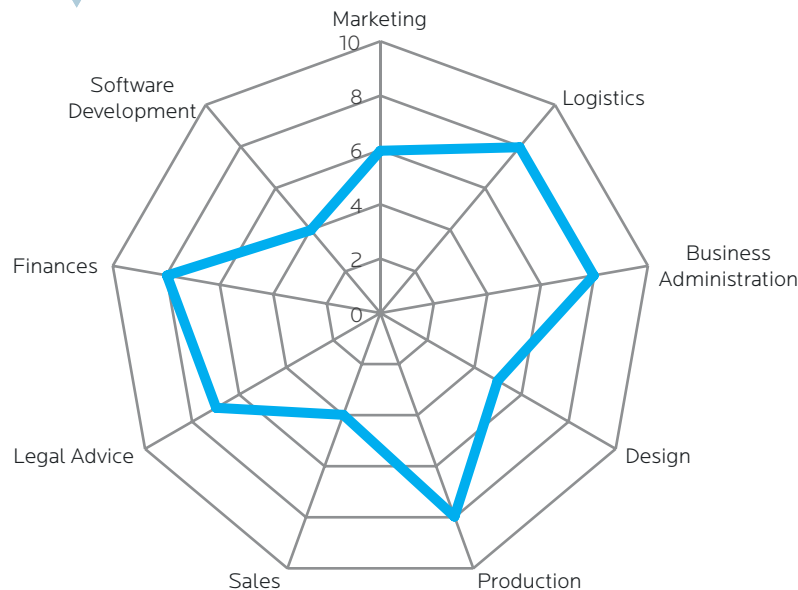 Marketing
10
Software
Development
Logistics
8
6
4
Finances
Business
Administration
2
0
Legal Advice
Design
Sales
Production